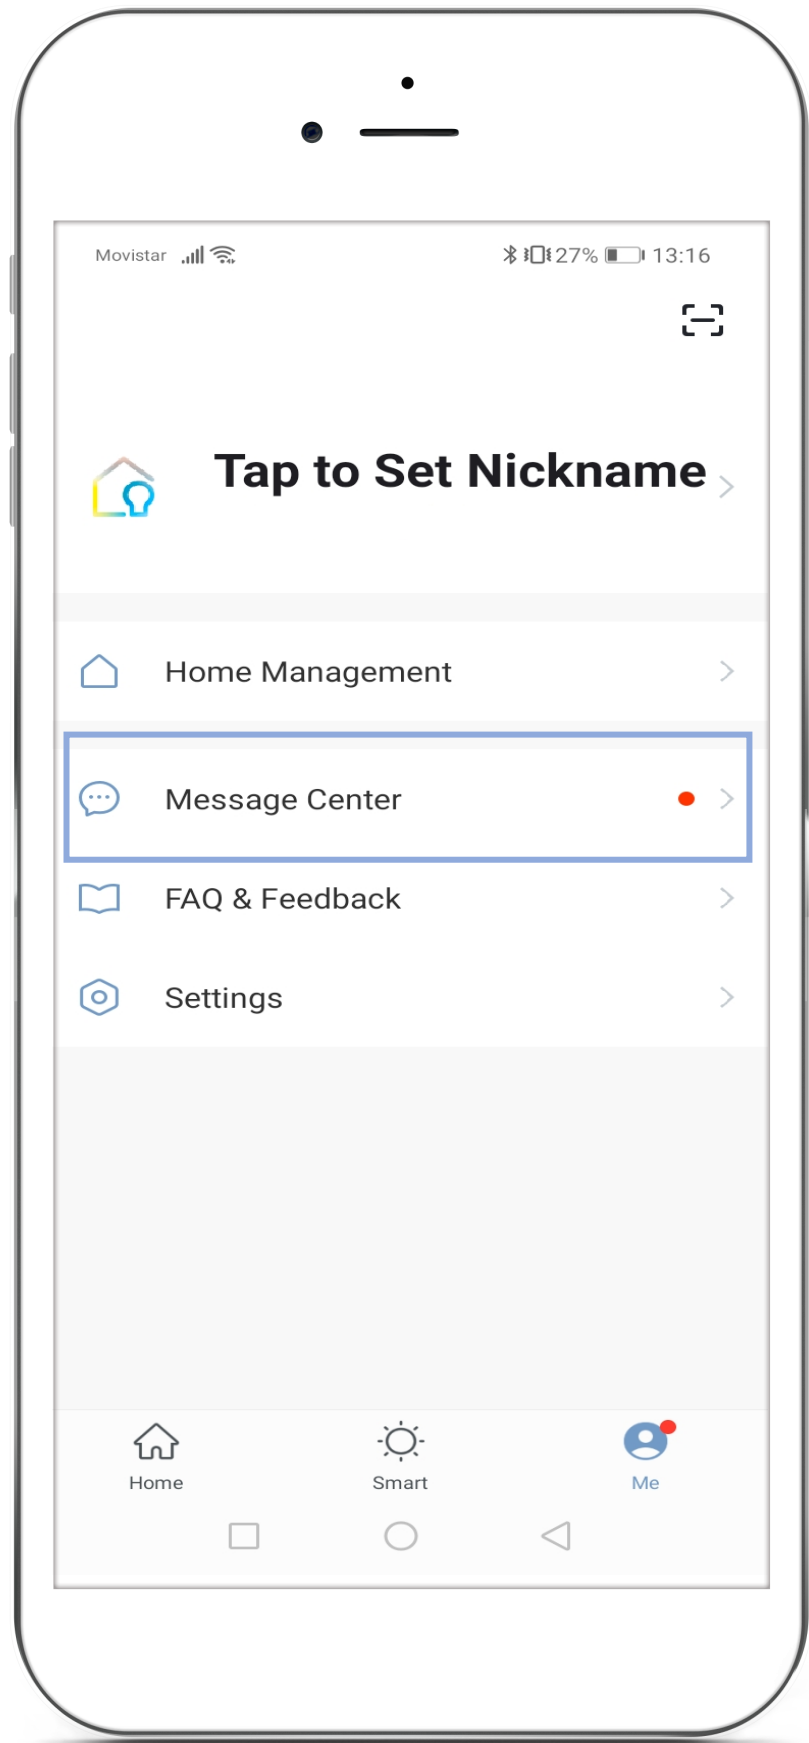 Movistar 27% 13:16
Tap to Set Nickname
Home Management
Message Center
FAQ & Feedback
Settings
Home Smart Me